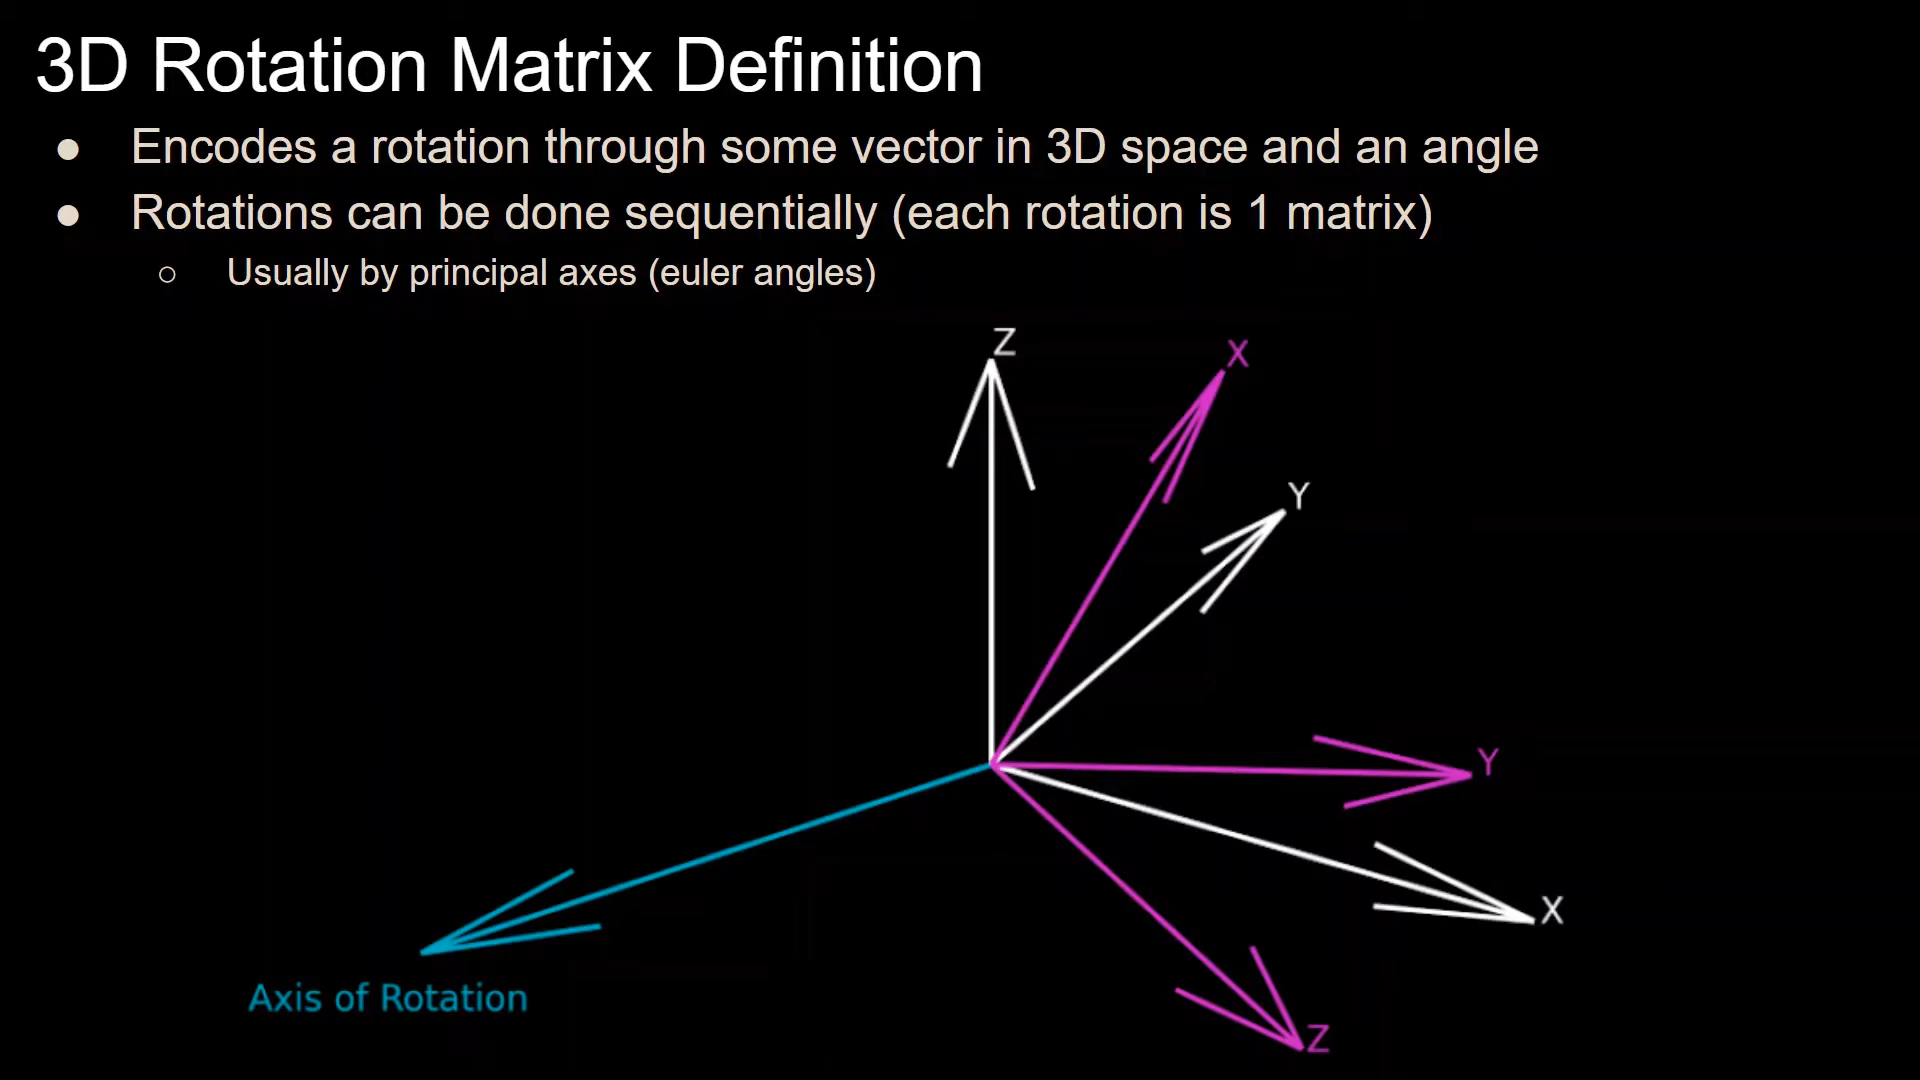 3D Rotation Matrix Definition
● Encodes a rotation through some vector in 3D space and an angle
● Rotations can be done sequentially (each rotation is 1 matrix)
○ Usually by principal axes (euler angles)
Z
X
Y
Y
X
Axis of Rotation
Z